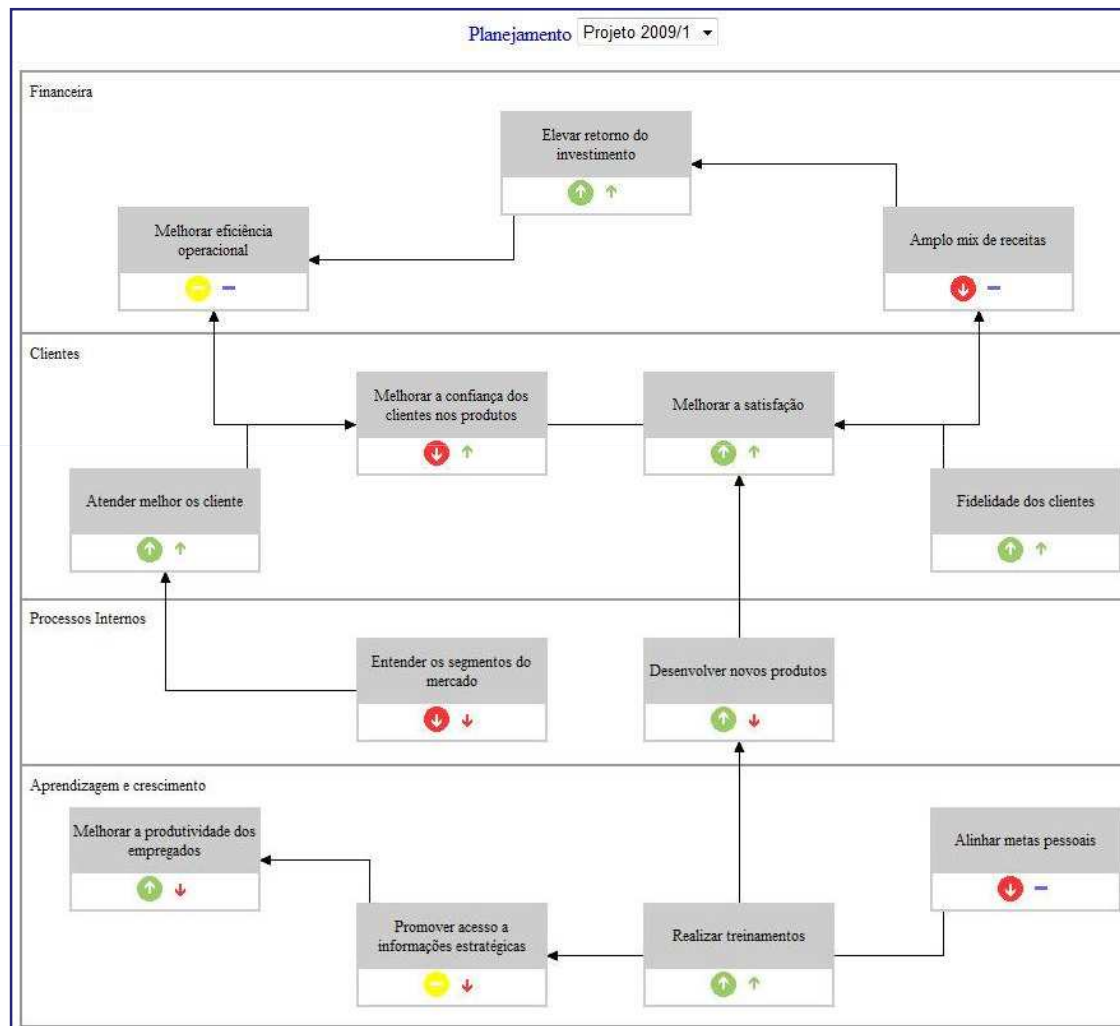 Planejamento Projeto 2009/1
Financeira
Elevar retorno do
investimento
Melhorar eficiência
operacional
Amplo mix de receitas
Clientes
Melhorar a confiança dos
clientes nos produtos
Melhorar a satisfação
Atender melhor os cliente
Fidelidade dos clientes
Processos Internos
Entender os segmentos do
mercado
Desenvolver novos produtos
Aprendizagem e crescimento
Melhorar a produtividade dos
empregados
Alinhar metas pessoais
Promover acesso a
informações estratégicas
Realizar treinamentos